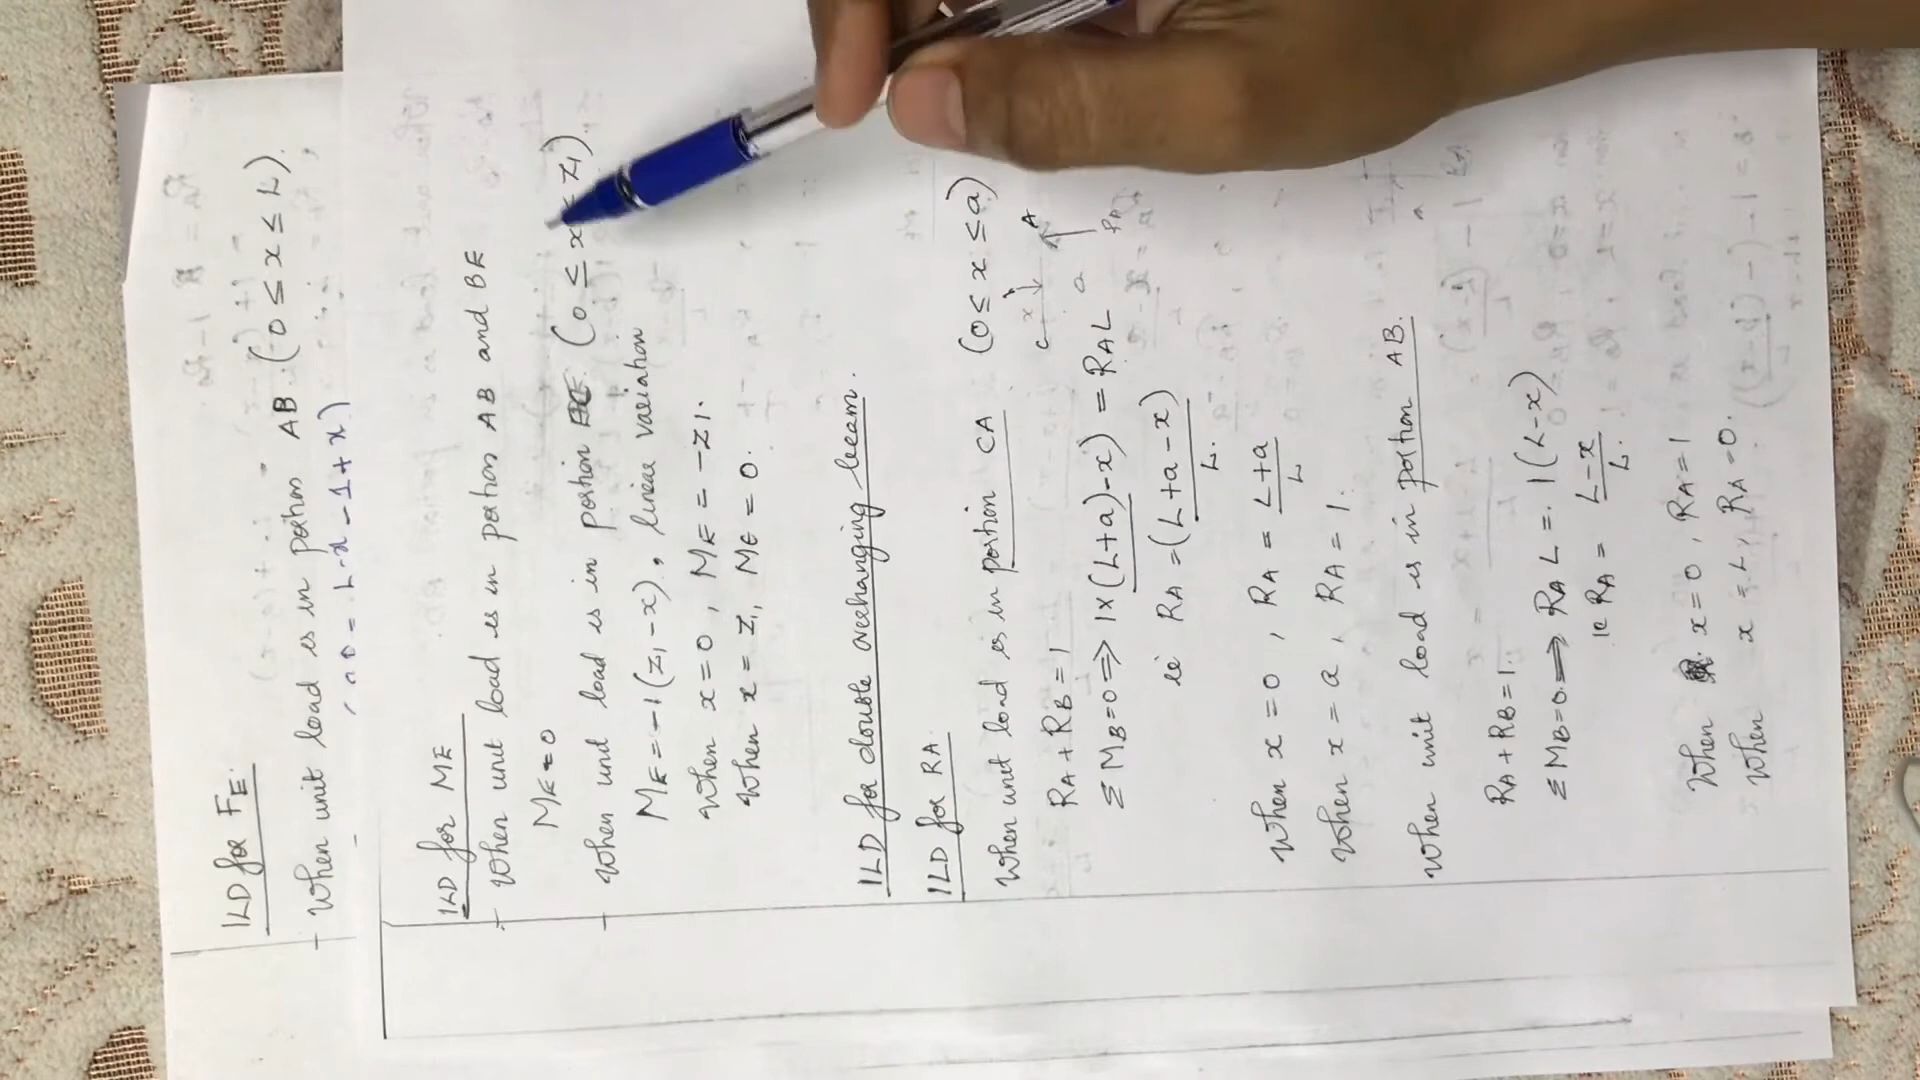 ILD for FE:
- When unit load is in portion AB. (0 ≤ x ≤ L).
= L-x-1+x)
ILD for ME
- When unit load is in portion AB and BE
ME = 0
- When unit load is in portion (0 ≤ x ≤ z1).
ME = -1(z1-x), linear variation
When x=0, ME = -z1.
When x = z1, ME = 0.
ILD for double overhanging beam.
ILD for RA.
When unit load is in portion CA (0 ≤ x ≤ a)
RA + RB = 1
C x A
a RA
ΣMB=0 ⟹ 1×(L+a)-x) = RAL
ie RA = (L+a-x)
L.
When x=0, RA = L+a
L
When x=a, RA = 1.
When unit load is in portion AB.
RA+RB=1.
ΣMB=0. ⟹ RA L =. 1(L-x)
ie RA = L-x
L.
When x=0, RA=1
When x=L, RA=0.